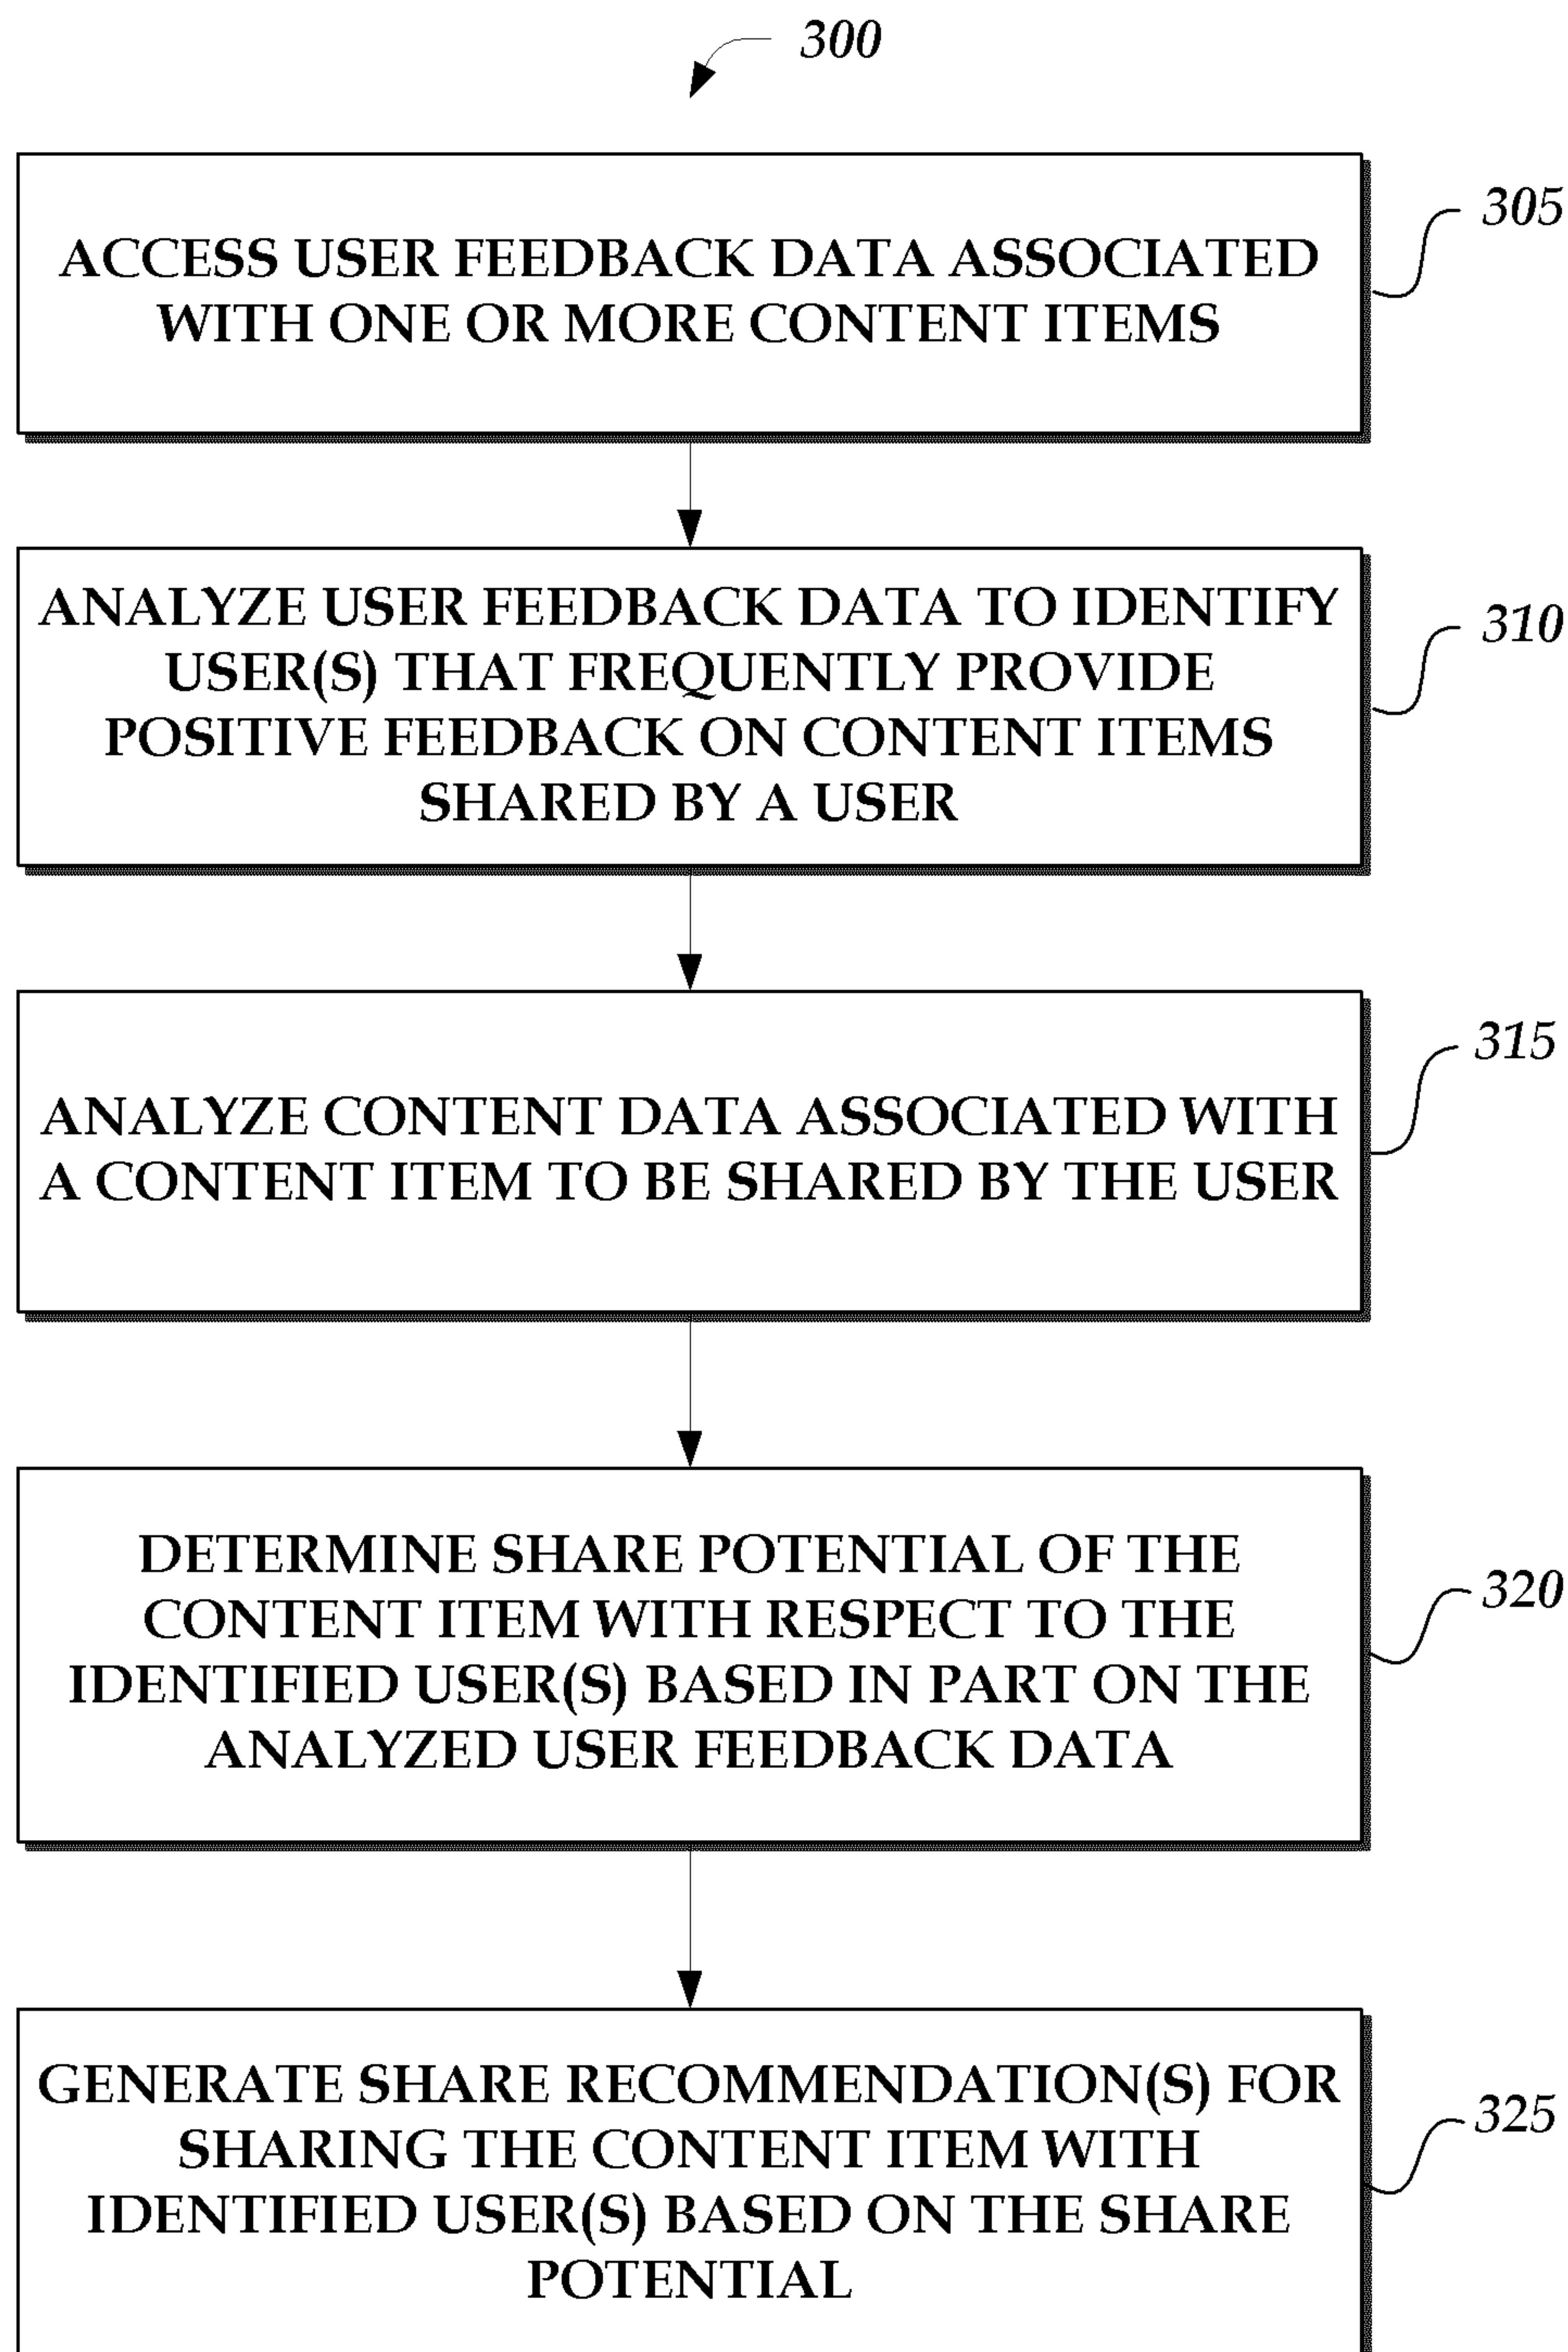 300
305
ACCESS USER FEEDBACK DATA ASSOCIATED
WITH ONE OR MORE CONTENT ITEMS
310
ANALYZE USER FEEDBACK DATA TO IDENTIFY
USER(S) THAT FREQUENTLY PROVIDE
POSITIVE FEEDBACK ON CONTENT ITEMS
SHARED BY A USER
315
ANALYZE CONTENT DATA ASSOCIATED WITH
A CONTENT ITEM TO BE SHARED BY THE USER
320
DETERMINE SHARE POTENTIAL OF THE
CONTENT ITEM WITH RESPECT TO THE
IDENTIFIED USER(S) BASED IN PART ON THE
ANALYZED USER FEEDBACK DATA
325
GENERATE SHARE RECOMMENDATION(S) FOR
SHARING THE CONTENT ITEM WITH
IDENTIFIED USER(S) BASED ON THE SHARE
POTENTIAL